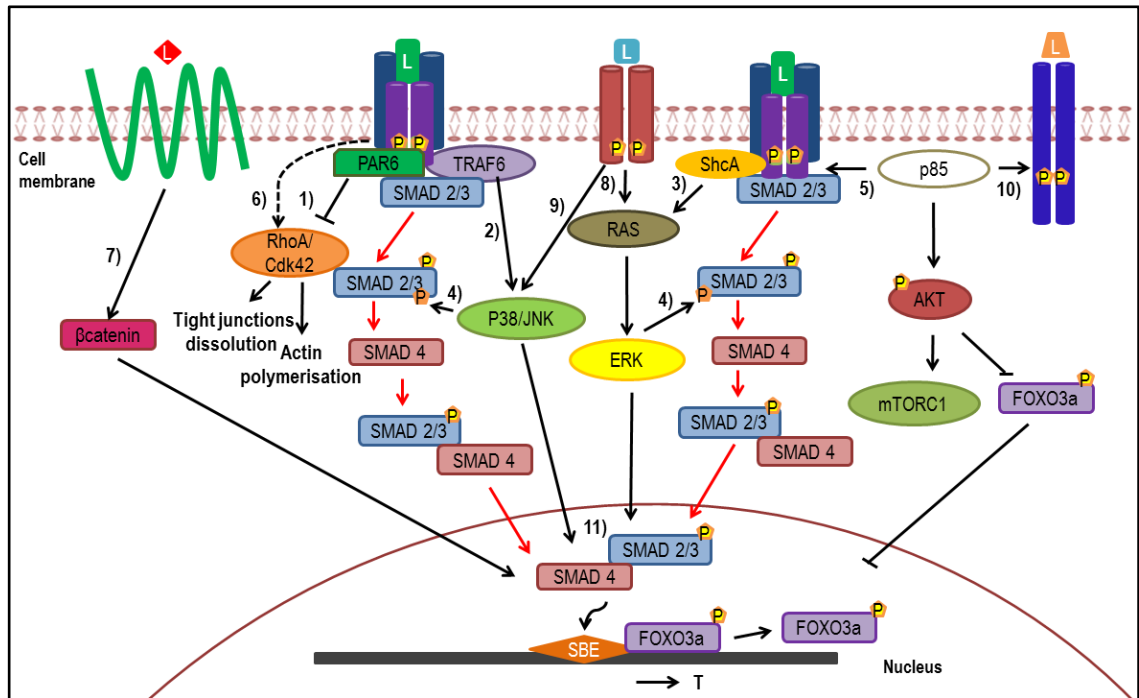 L
L
L
L
L
P
P
P
P
P
P
P
P
Cell
membrane
PAR6
TRAF6
SMAD 2/3
ShcA
SMAD 2/3
p85
6)
1)
2)
9)
8)
3)
5)
10)
RhoA/
Cdk42
RAS
7)
SMAD 2/3
P
P
4)
P38/JNK
4)
SMAD 2/3
P
P
AKT
P
βcatenin
Tight junctions
dissolution
Actin
polymerisation
SMAD 4
ERK
SMAD 4
mTORC1
FOXO3a
P
SMAD 2/3
P
SMAD 4
SMAD 2/3
P
SMAD 4
11)
SMAD 2/3
P
SMAD 4
SBE
FOXO3a
P
FOXO3a
P
Nucleus
T